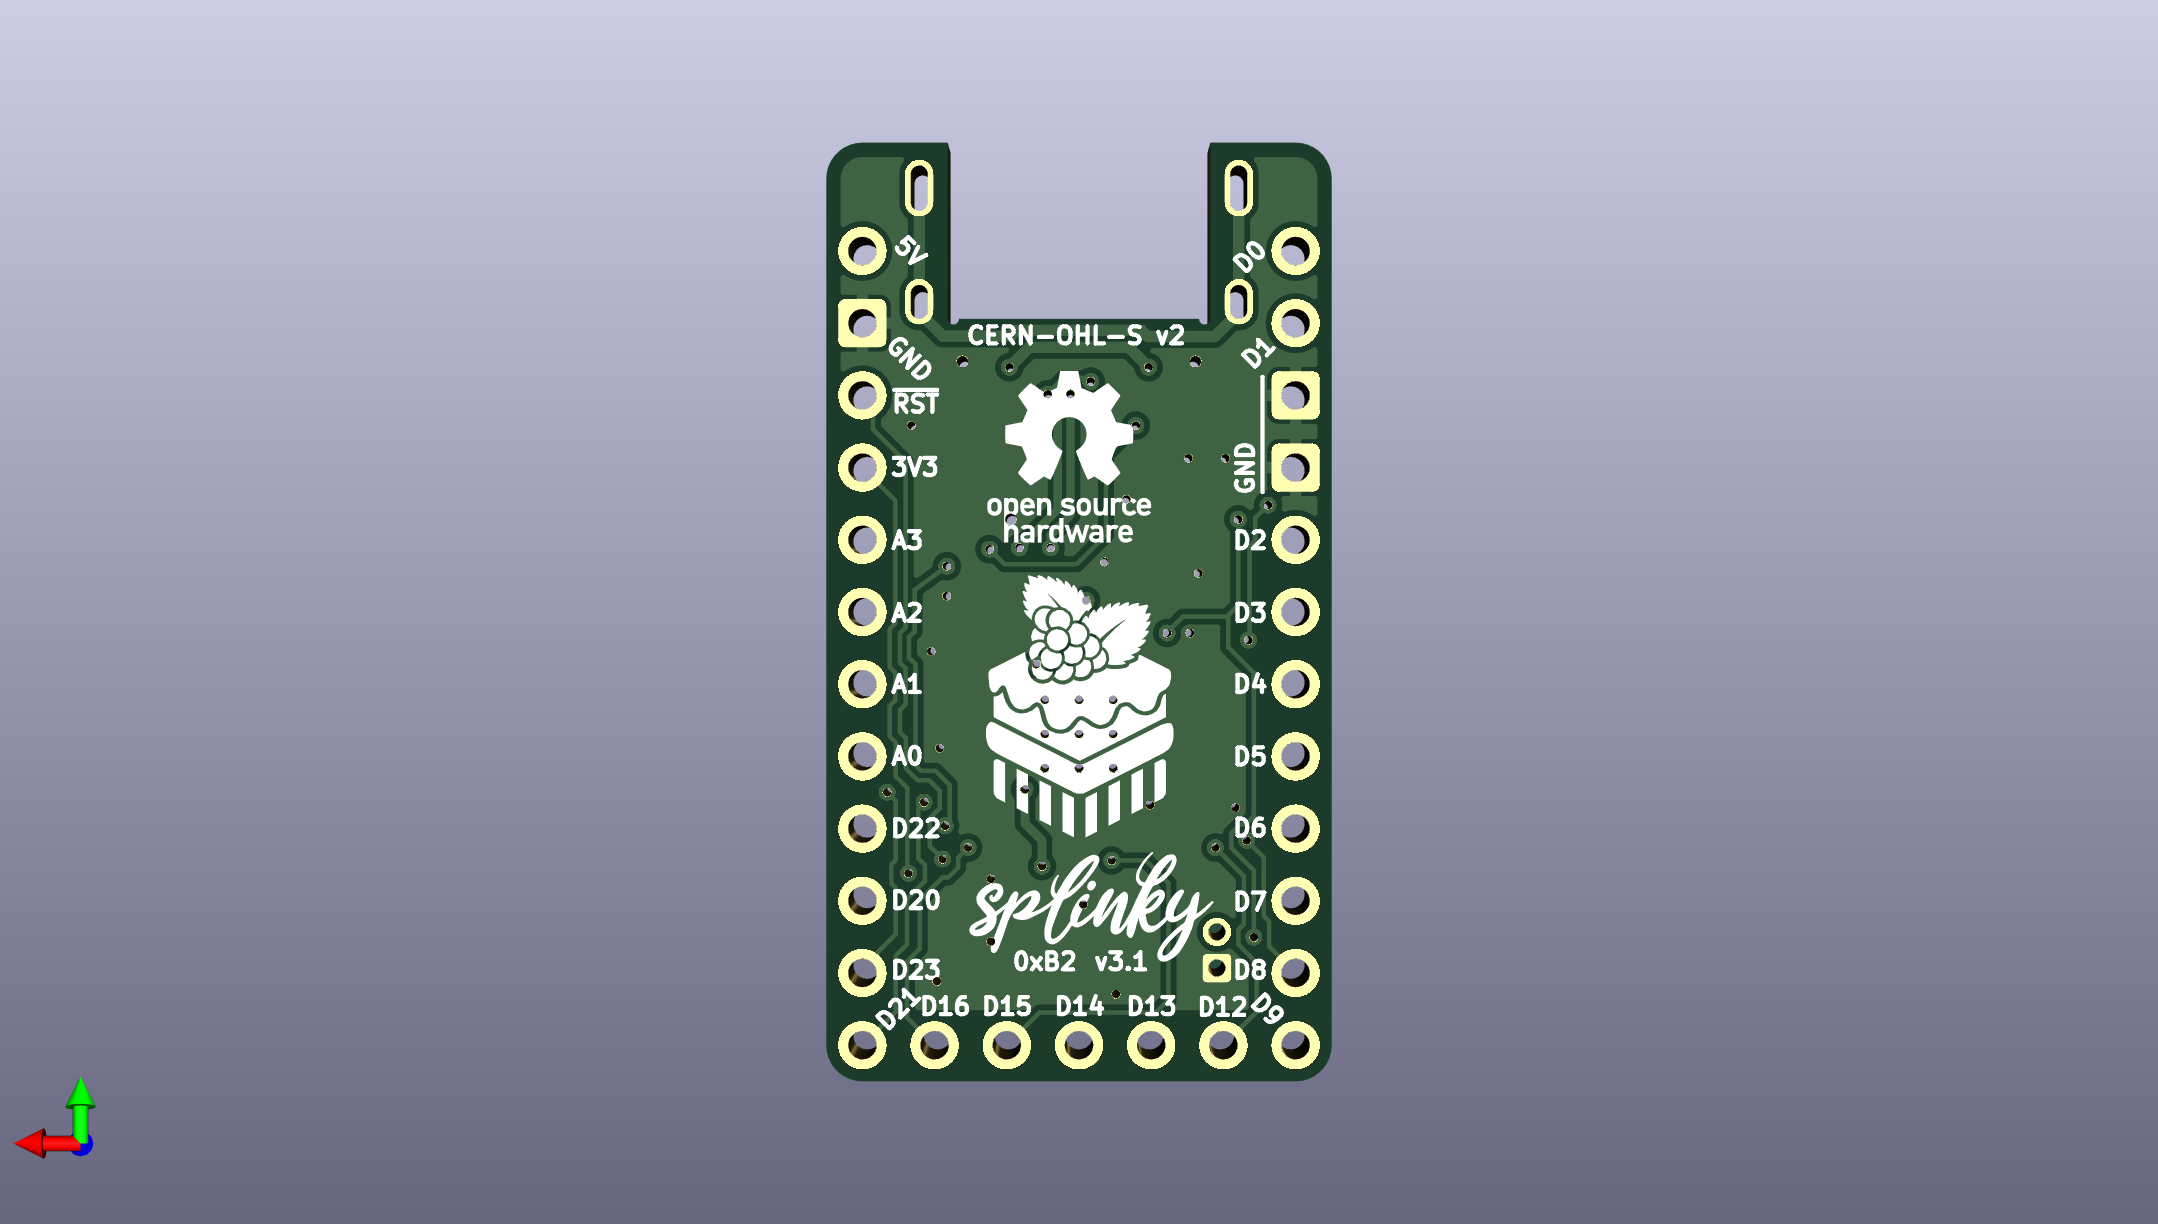 5V
D0
CERN-OHL-S v2
GND
D1
RST
3V3
GND
open source
hardware
A3
D2
A2
D3
A1
D4
A0
D5
D22
D6
D20
D7
splinky
0xB2 v3.1
D23
D8
D21
D16 D15 D14 D13 D12
D9